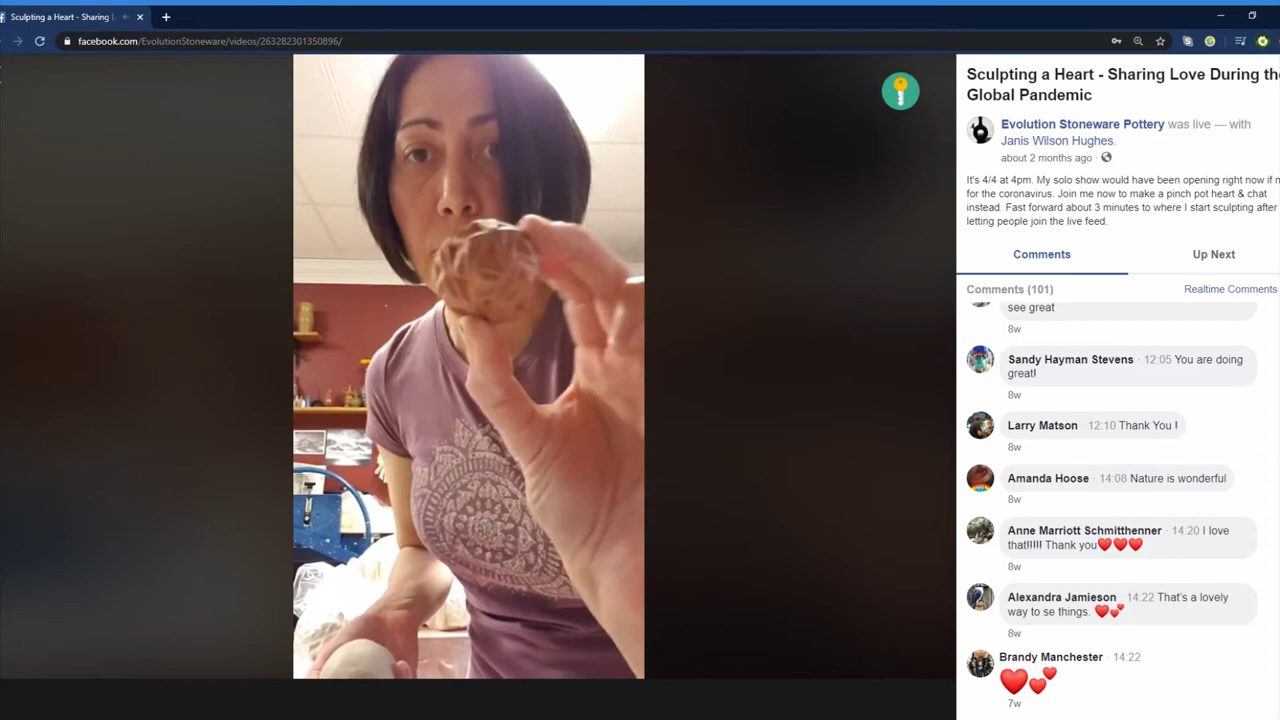 Sculpting a Heart - Sharing L
facebook.com/EvolutionStoneware/videos/263282301350896/
Sculpting a Heart - Sharing Love During th
Global Pandemic
Evolution Stoneware Pottery was live — with
Janis Wilson Hughes.
about 2 months ago ·
It's 4/4 at 4pm. My solo show would have been opening right now if n
for the coronavirus. Join me now to make a pinch pot heart & chat
instead. Fast forward about 3 minutes to where I start sculpting after
letting people join the live feed.
Comments
Up Next
Comments (101)
Realtime Comments
see great
8w
Sandy Hayman Stevens · 12:05 You are doing
great!
8w
Larry Matson · 12:10 Thank You !
8w
Amanda Hoose · 14:08 Nature is wonderful
8w
Anne Marriott Schmitthenner · 14:20 I love
that!!!!! Thank you❤️❤️❤️
8w
Alexandra Jamieson · 14:22 That's a lovely
way to se things. ❤️💕
8w
Brandy Manchester · 14:22
❤️💕
7w